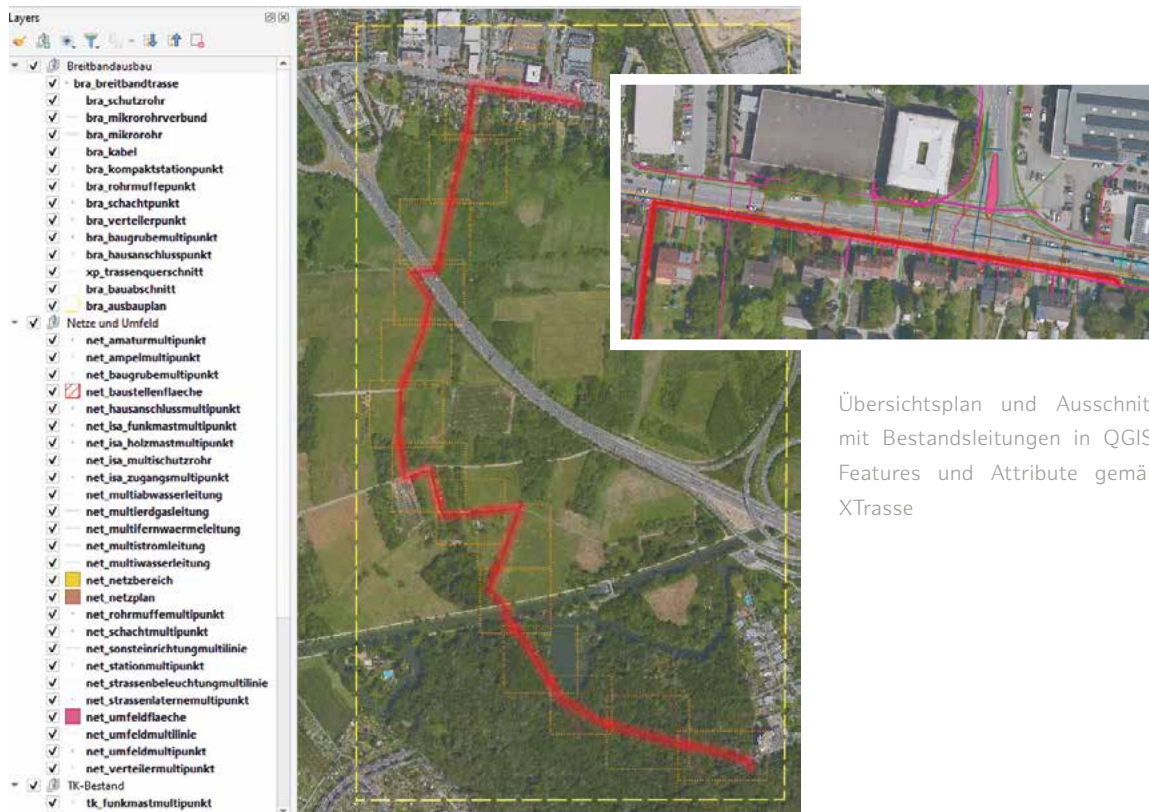 Layers
Breitbandausbau
bra_breitbandtrasse
bra_schutzrohr
bra_mikrorohrverbund
bra_mikrorohr
bra_kabel
bra_kompaktstationpunkt
bra_rohrmuffepunkt
bra_schachtpunkt
bra_verteilerpunkt
bra_baugrubemultipunkt
bra_hausanschlusspunkt
xp_trassenquerschnitt
bra_bauabschnitt
bra_ausbauplan
Netze und Umfeld
net_amaturmultipunkt
net_ampelmultipunkt
net_baugrubemultipunkt
net_baustellenflaeche
net_hausanschlussmultipunkt
net_isa_funkmastmultipunkt
net_isa_holzmastmultipunkt
net_isa_multischutzrohr
net_isa_zugangsmultipunkt
net_multiabwasserleitung
net_multierdgasleitung
net_multifernwaermeleitung
net_multistromleitung
net_multiwasserleitung
net_netzbereich
net_netzplan
net_rohrmuffemultipunkt
net_schachtmultipunkt
net_sonsteinrichtungmultilinie
net_stationmultipunkt
net_strassenbeleuchtungmultilinie
net_strassenlaternemultipunkt
net_umfeldflaeche
net_umfeldmultilinie
net_umfeldmultipunkt
net_verteilermultipunkt
TK-Bestand
tk_funkmastmultipunkt
Übersichtsplan und Ausschnit
mit Bestandsleitungen in QGIS
Features und Attribute gemä
XTrasse